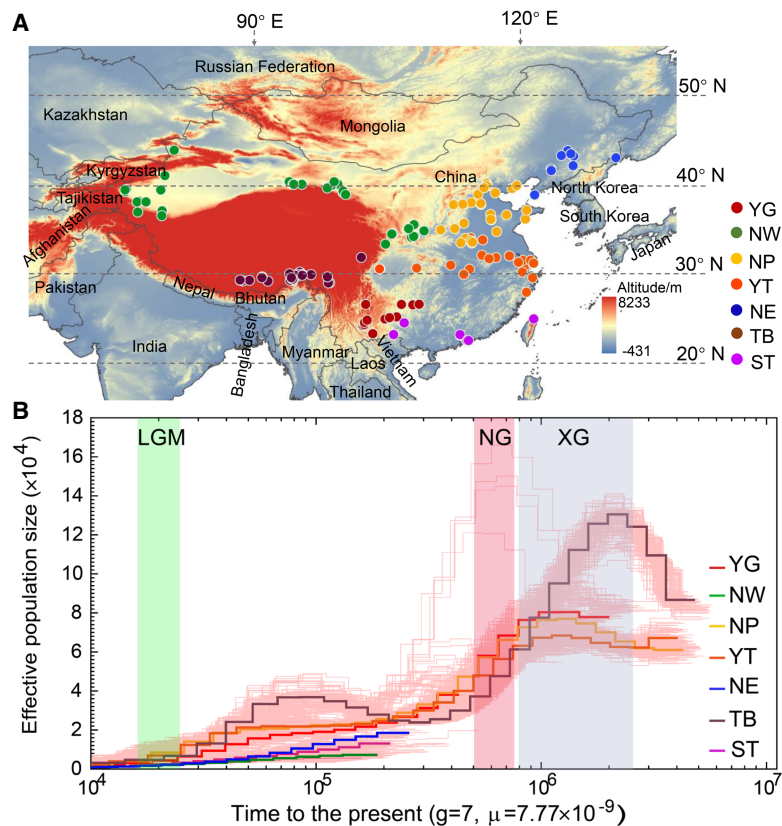 A
90° E
120° E
Russian Federation
50° N
Kazakhstan
Mongolia
China
Kyrgyzstan
40° N
Tajikistan
North Korea
South Korea
Afghanistan
Japan
30° N
Pakistan
Nepal
Bhutan
Altitude/m
8233
-431
India
Bangladesh
Myanmar
Vietnam
Laos
20° N
Thailand
YG
NW
NP
YT
NE
TB
ST
B
Effective population size (×10⁴)
18
16
14
12
10
8
6
4
2
0
LGM
NG
XG
YG
NW
NP
YT
NE
TB
ST
10⁴
10⁵
10⁶
10⁷
Time to the present (g=7, μ=7.77×10⁻⁹)